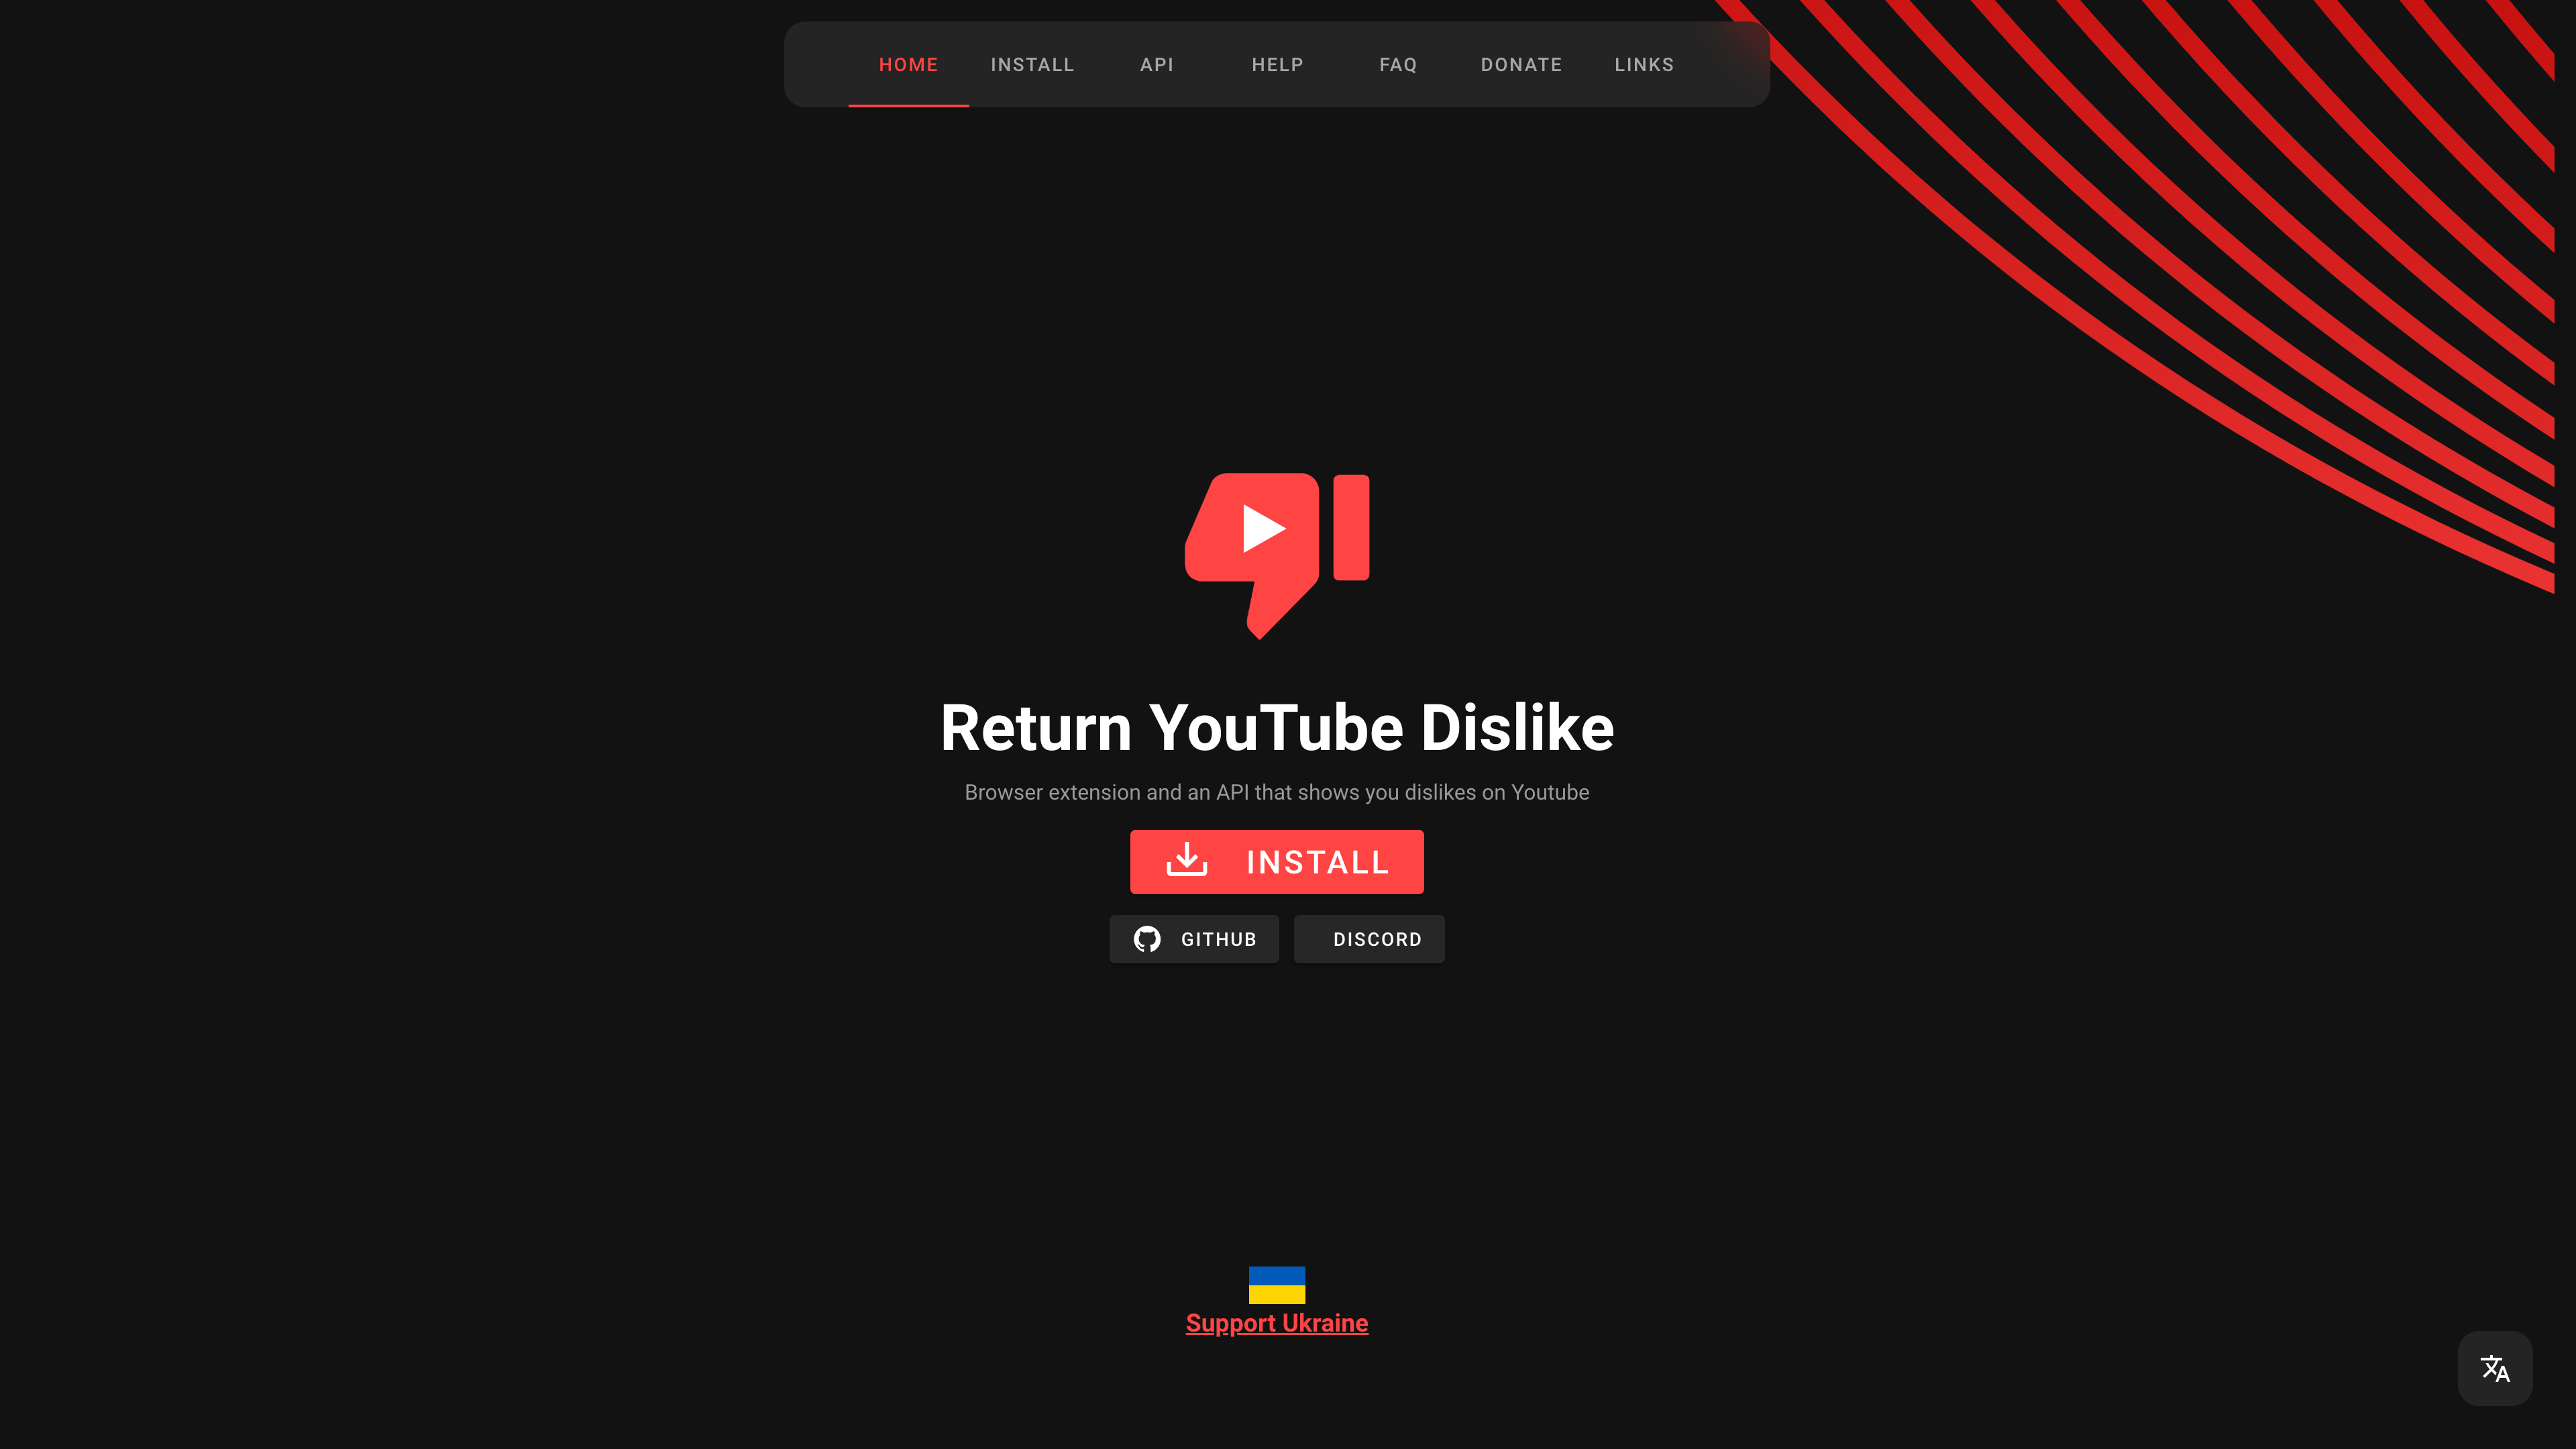 HOME INSTALL API HELP FAQ DONATE LINKS
Return YouTube Dislike
Browser extension and an API that shows you dislikes on Youtube
INSTALL
GITHUB DISCORD
Support Ukraine